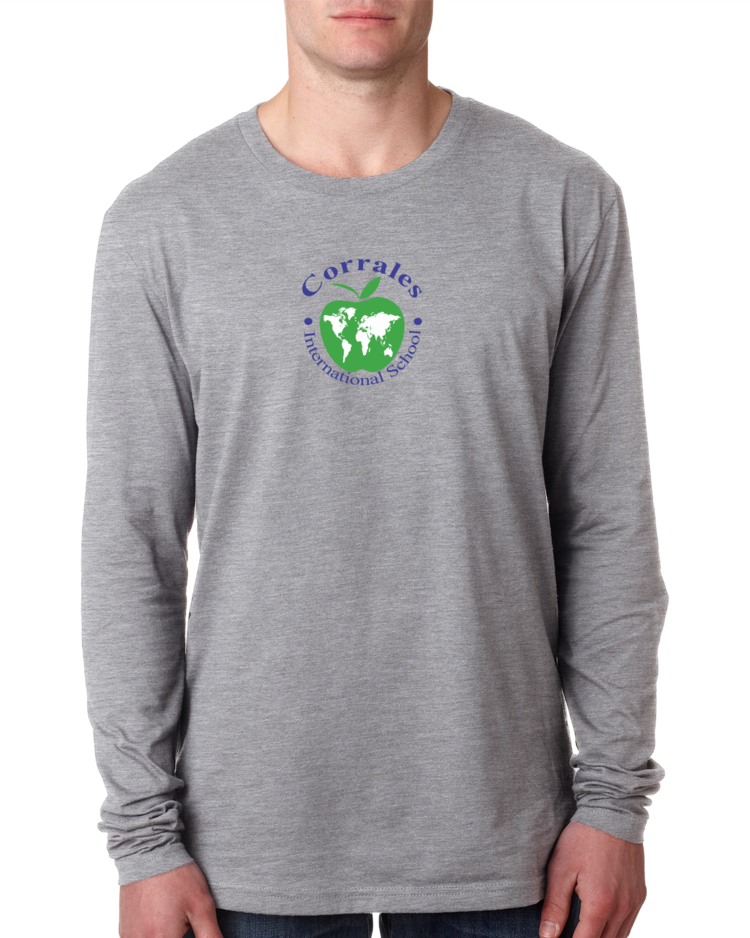 Corrales
• International School •